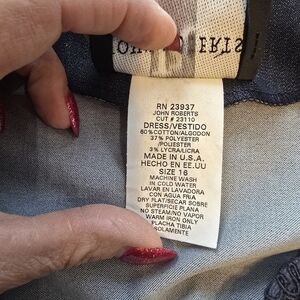 RN 23937
JOHN ROBERTS
CUT # 23110
DRESS/VESTIDO
60%COTTON/ALGODON
37% POLYESTER
/POLIESTER
3% LYCRA/LICRA
MADE IN U.S.A.
HECHO EN EE.UU
SIZE 16
MACHINE WASH
IN COLD WATER
LAVAR EN LAVADORA
CON AGUA FRIA
DRY FLAT/SECAR SOBRE
SUPERFICIE PLANA
NO STEAM/NO VAPOR
WARM IRON ONLY
PLACHA TIBIA
SOLAMENTE